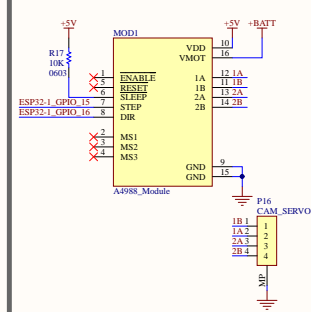 +5V
+5V +BATT
MOD1
R17
10K
0603
VDD 10
VMOT 16
1 ENABLE
5 RESET
6 SLEEP
ESP32-1_GPIO_15 7 STEP
ESP32-1_GPIO_16 8 DIR
1A 12 1A
1B 11 1B
2A 13 2A
2B 14 2B
2 MS1
3 MS2
4 MS3
GND 9
GND 15
A4988_Module
P16
CAM_SERVO
1B 1 1
1A 2 2
2A 3 3
2B 4 4
MP